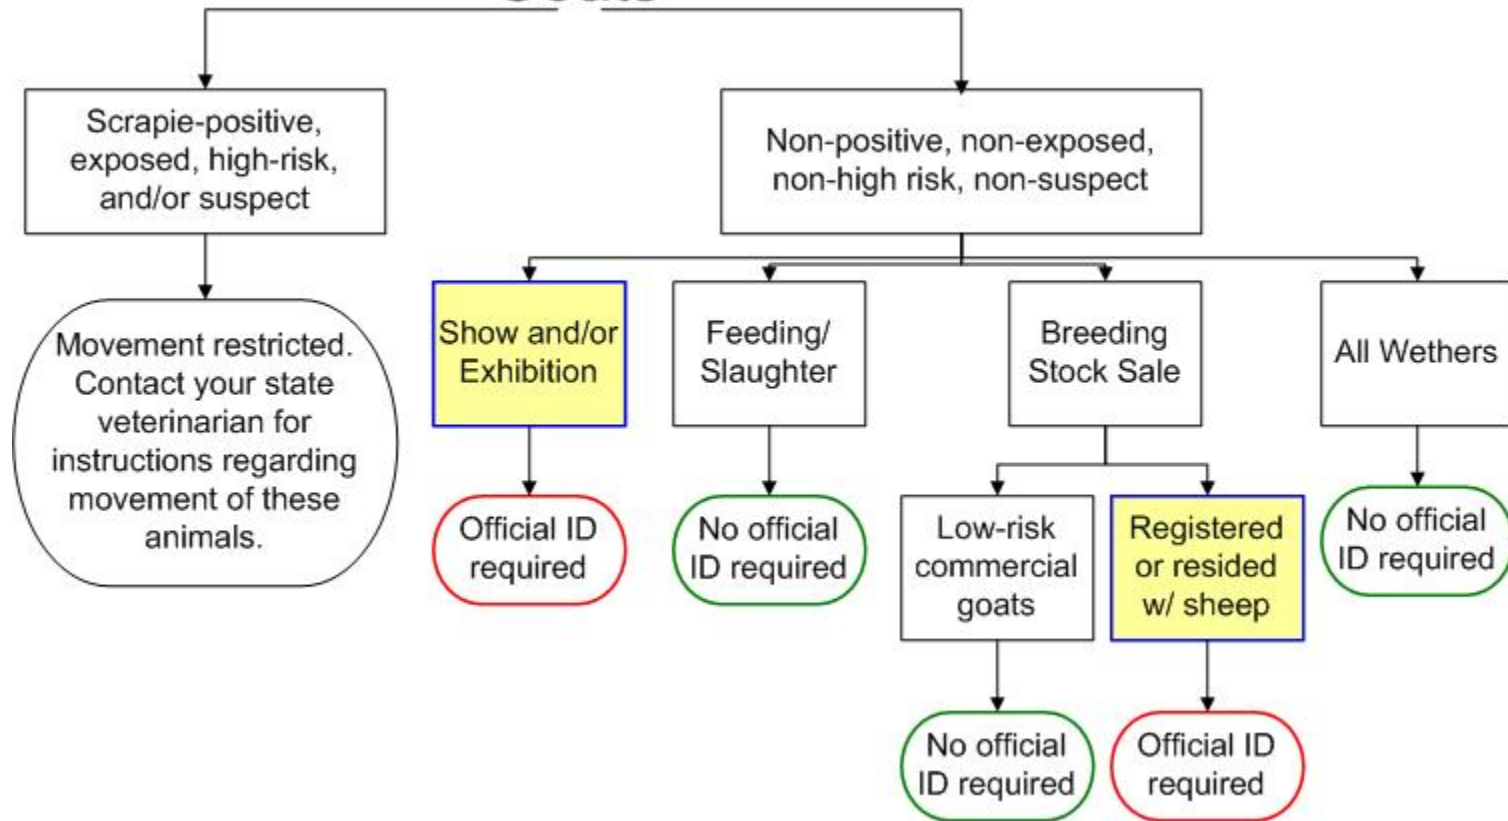 Scrapie-positive,
exposed, high-risk,
and/or suspect
Non-positive, non-exposed,
non-high risk, non-suspect
Movement restricted.
Contact your state
veterinarian for
instructions regarding
movement of these
animals.
Show and/or
Exhibition
Feeding/
Slaughter
Breeding
Stock Sale
All Wethers
Official ID
required
No official
ID required
Low-risk
commercial
goats
Registered
or resided
w/ sheep
No official
ID required
No official
ID required
Official ID
required